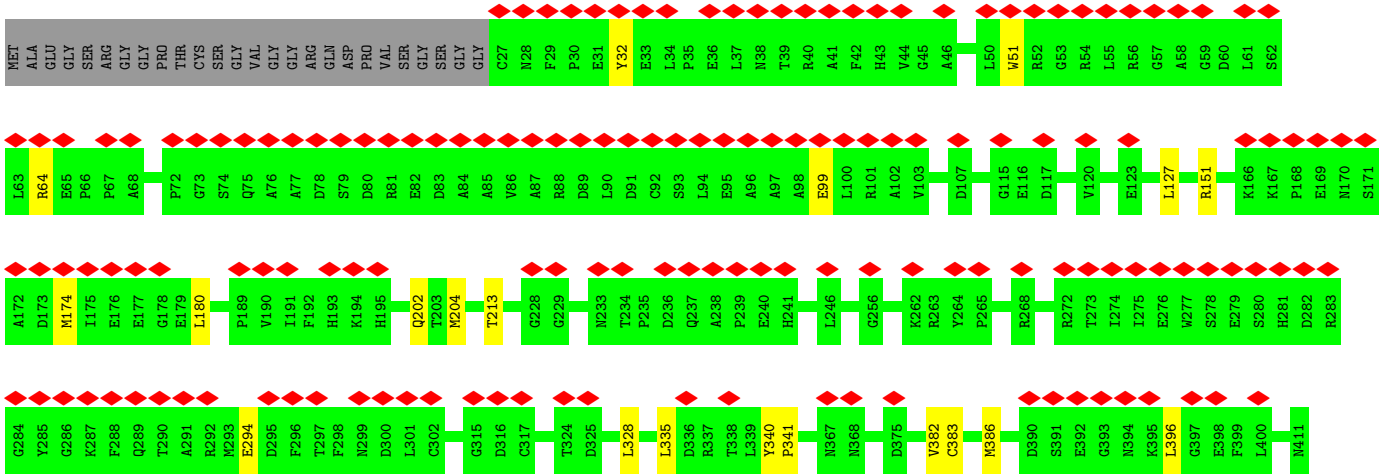 MET ALA GLU GLY GLY SER ARG GLY GLY PRO THR CYS SER GLY VAL GLY GLY ARG GLN ASP PRO VAL SER GLY SER GLY GLY C27 N28 F29 P30 E31 Y32 E33 L34 P35 E36 L37 N38 T39 R40 A41 F42 H43 V44 G45 A46 L50 W51 R52 G53 R54 L55 R56 G57 A58 G59 D60 L61 S62
L63 R64 E65 P66 P67 A68 P72 G73 S74 Q75 A76 A77 D78 S79 D80 R81 E82 D83 A84 A85 V86 A87 R88 D89 L90 D91 C92 S93 L94 E95 A96 A97 A98 E99 L100 R101 A102 V103 D107 G115 E116 D117 V120 E123 L127 R151 K166 K167 P168 E169 N170 S171
A172 D173 M174 I175 E176 E177 G178 E179 L180 P189 V190 I191 F192 H193 K194 H195 Q202 T203 M204 T213 G228 G229 N233 T234 P235 D236 Q237 A238 P239 E240 H241 L246 G256 K262 R263 Y264 P265 R268 R272 T273 I274 I275 E276 W277 S278 E279 S280 H281 D282 R283
G284 Y285 G286 K287 F288 Q289 T290 A291 R292 M293 E294 D295 F296 T297 F298 N299 D300 L301 C302 G315 D316 C317 T324 D325 L328 L335 D336 R337 T338 L339 Y340 P341 N367 N368 D375 V382 C383 M386 D390 S391 E392 G393 N394 K395 L396 G397 E398 F399 L400 N411